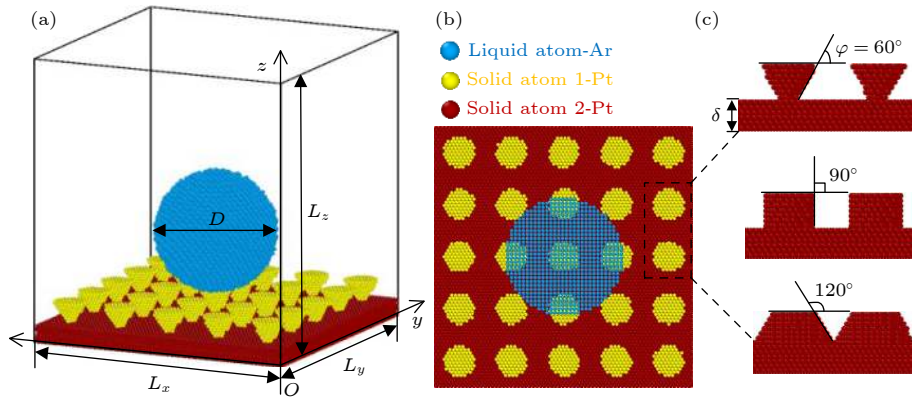 (a)
z
D
L_z
y
L_x
L_y
O
(b)
Liquid atom-Ar
Solid atom 1-Pt
Solid atom 2-Pt
(c)
φ = 60°
δ
90°
120°